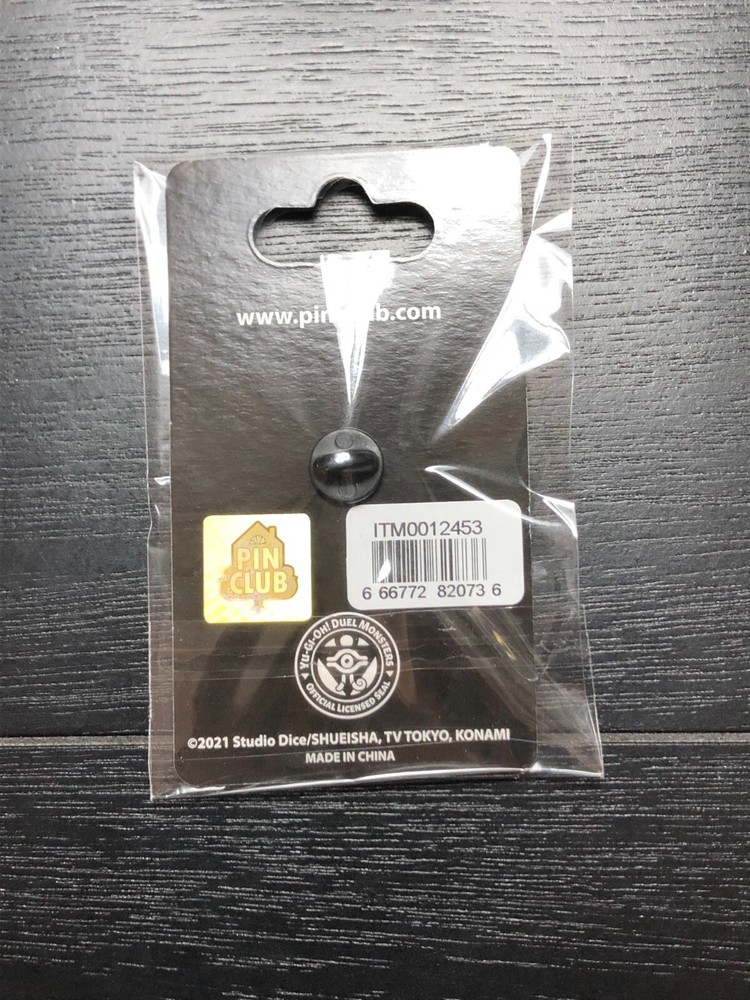 ITM0012453
6 66772 82073 6
PIN
CLUB
YU-GI-OH! DUEL MONSTERS
OFFICIAL LICENSED SEAL
©2021 Studio Dice/SHUEISHA, TV TOKYO, KONAMI
MADE IN CHINA